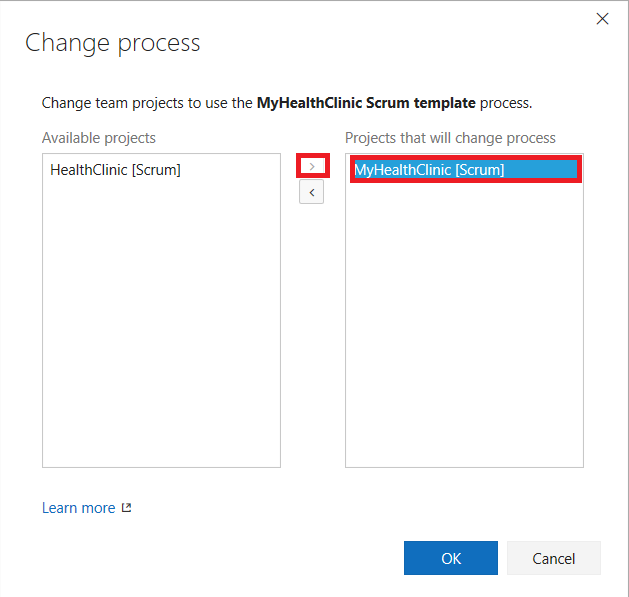 Change process
Change team projects to use the MyHealthClinic Scrum template process.
Available projects
Projects that will change process
HealthClinic [Scrum]
>
MyHealthClinic [Scrum]
<
Learn more
OK
Cancel